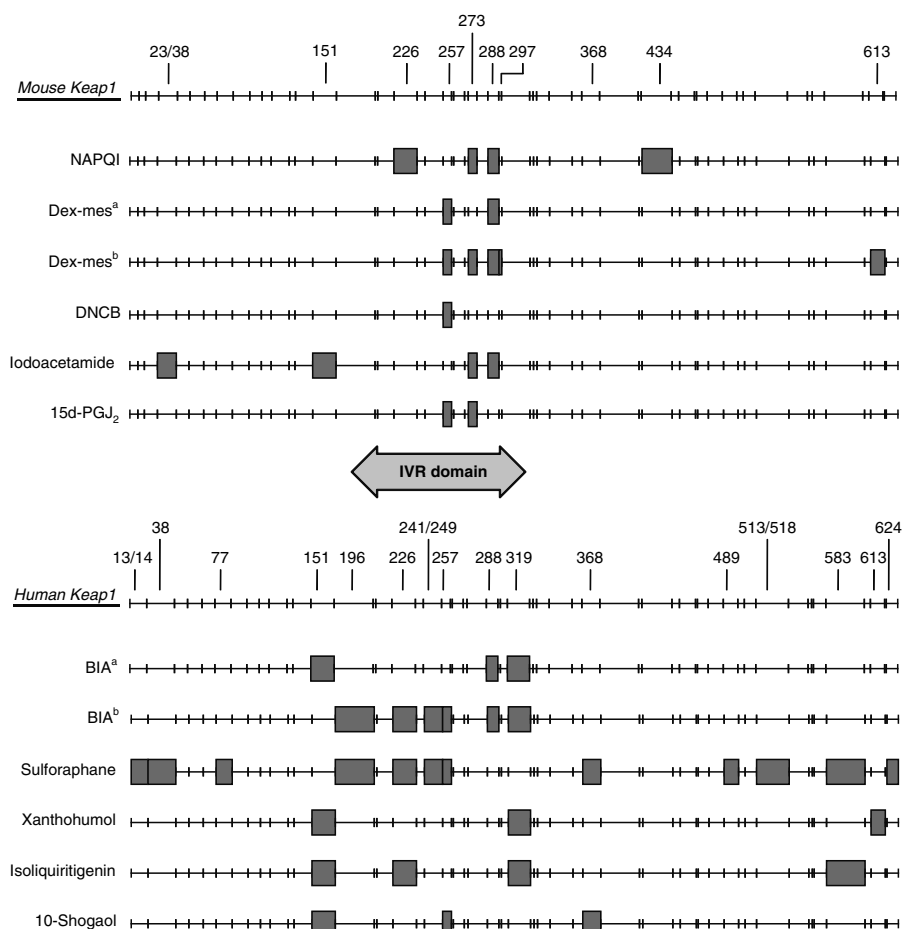 273
23/38 151 226 257 288 297 368 434 613
Mouse Keap1
NAPQI
Dex-mesᵃ
Dex-mesᵇ
DNCB
Iodoacetamide
15d-PGJ₂
IVR domain
38 241/249 513/518 624
13/14 77 151 196 226 257 288 319 368 489 583 613
Human Keap1
BIAᵃ
BIAᵇ
Sulforaphane
Xanthohumol
Isoliquiritigenin
10-Shogaol